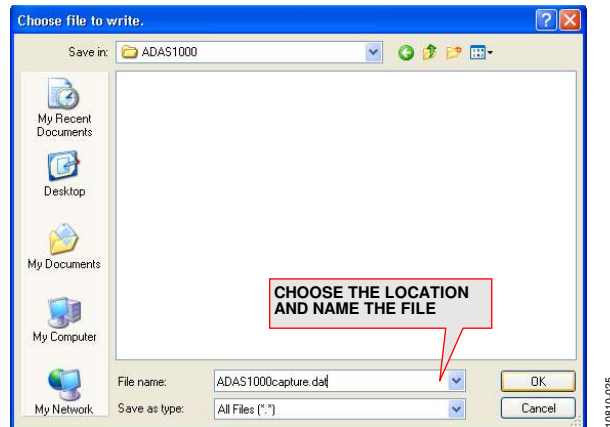 Choose file to write.
Save in:
ADAS1000
My Recent
Documents
Desktop
My Documents
My Computer
My Network
CHOOSE THE LOCATION
AND NAME THE FILE
File name:
ADAS1000capture.dat
OK
Save as type:
All Files (*.*)
Cancel
10810-025